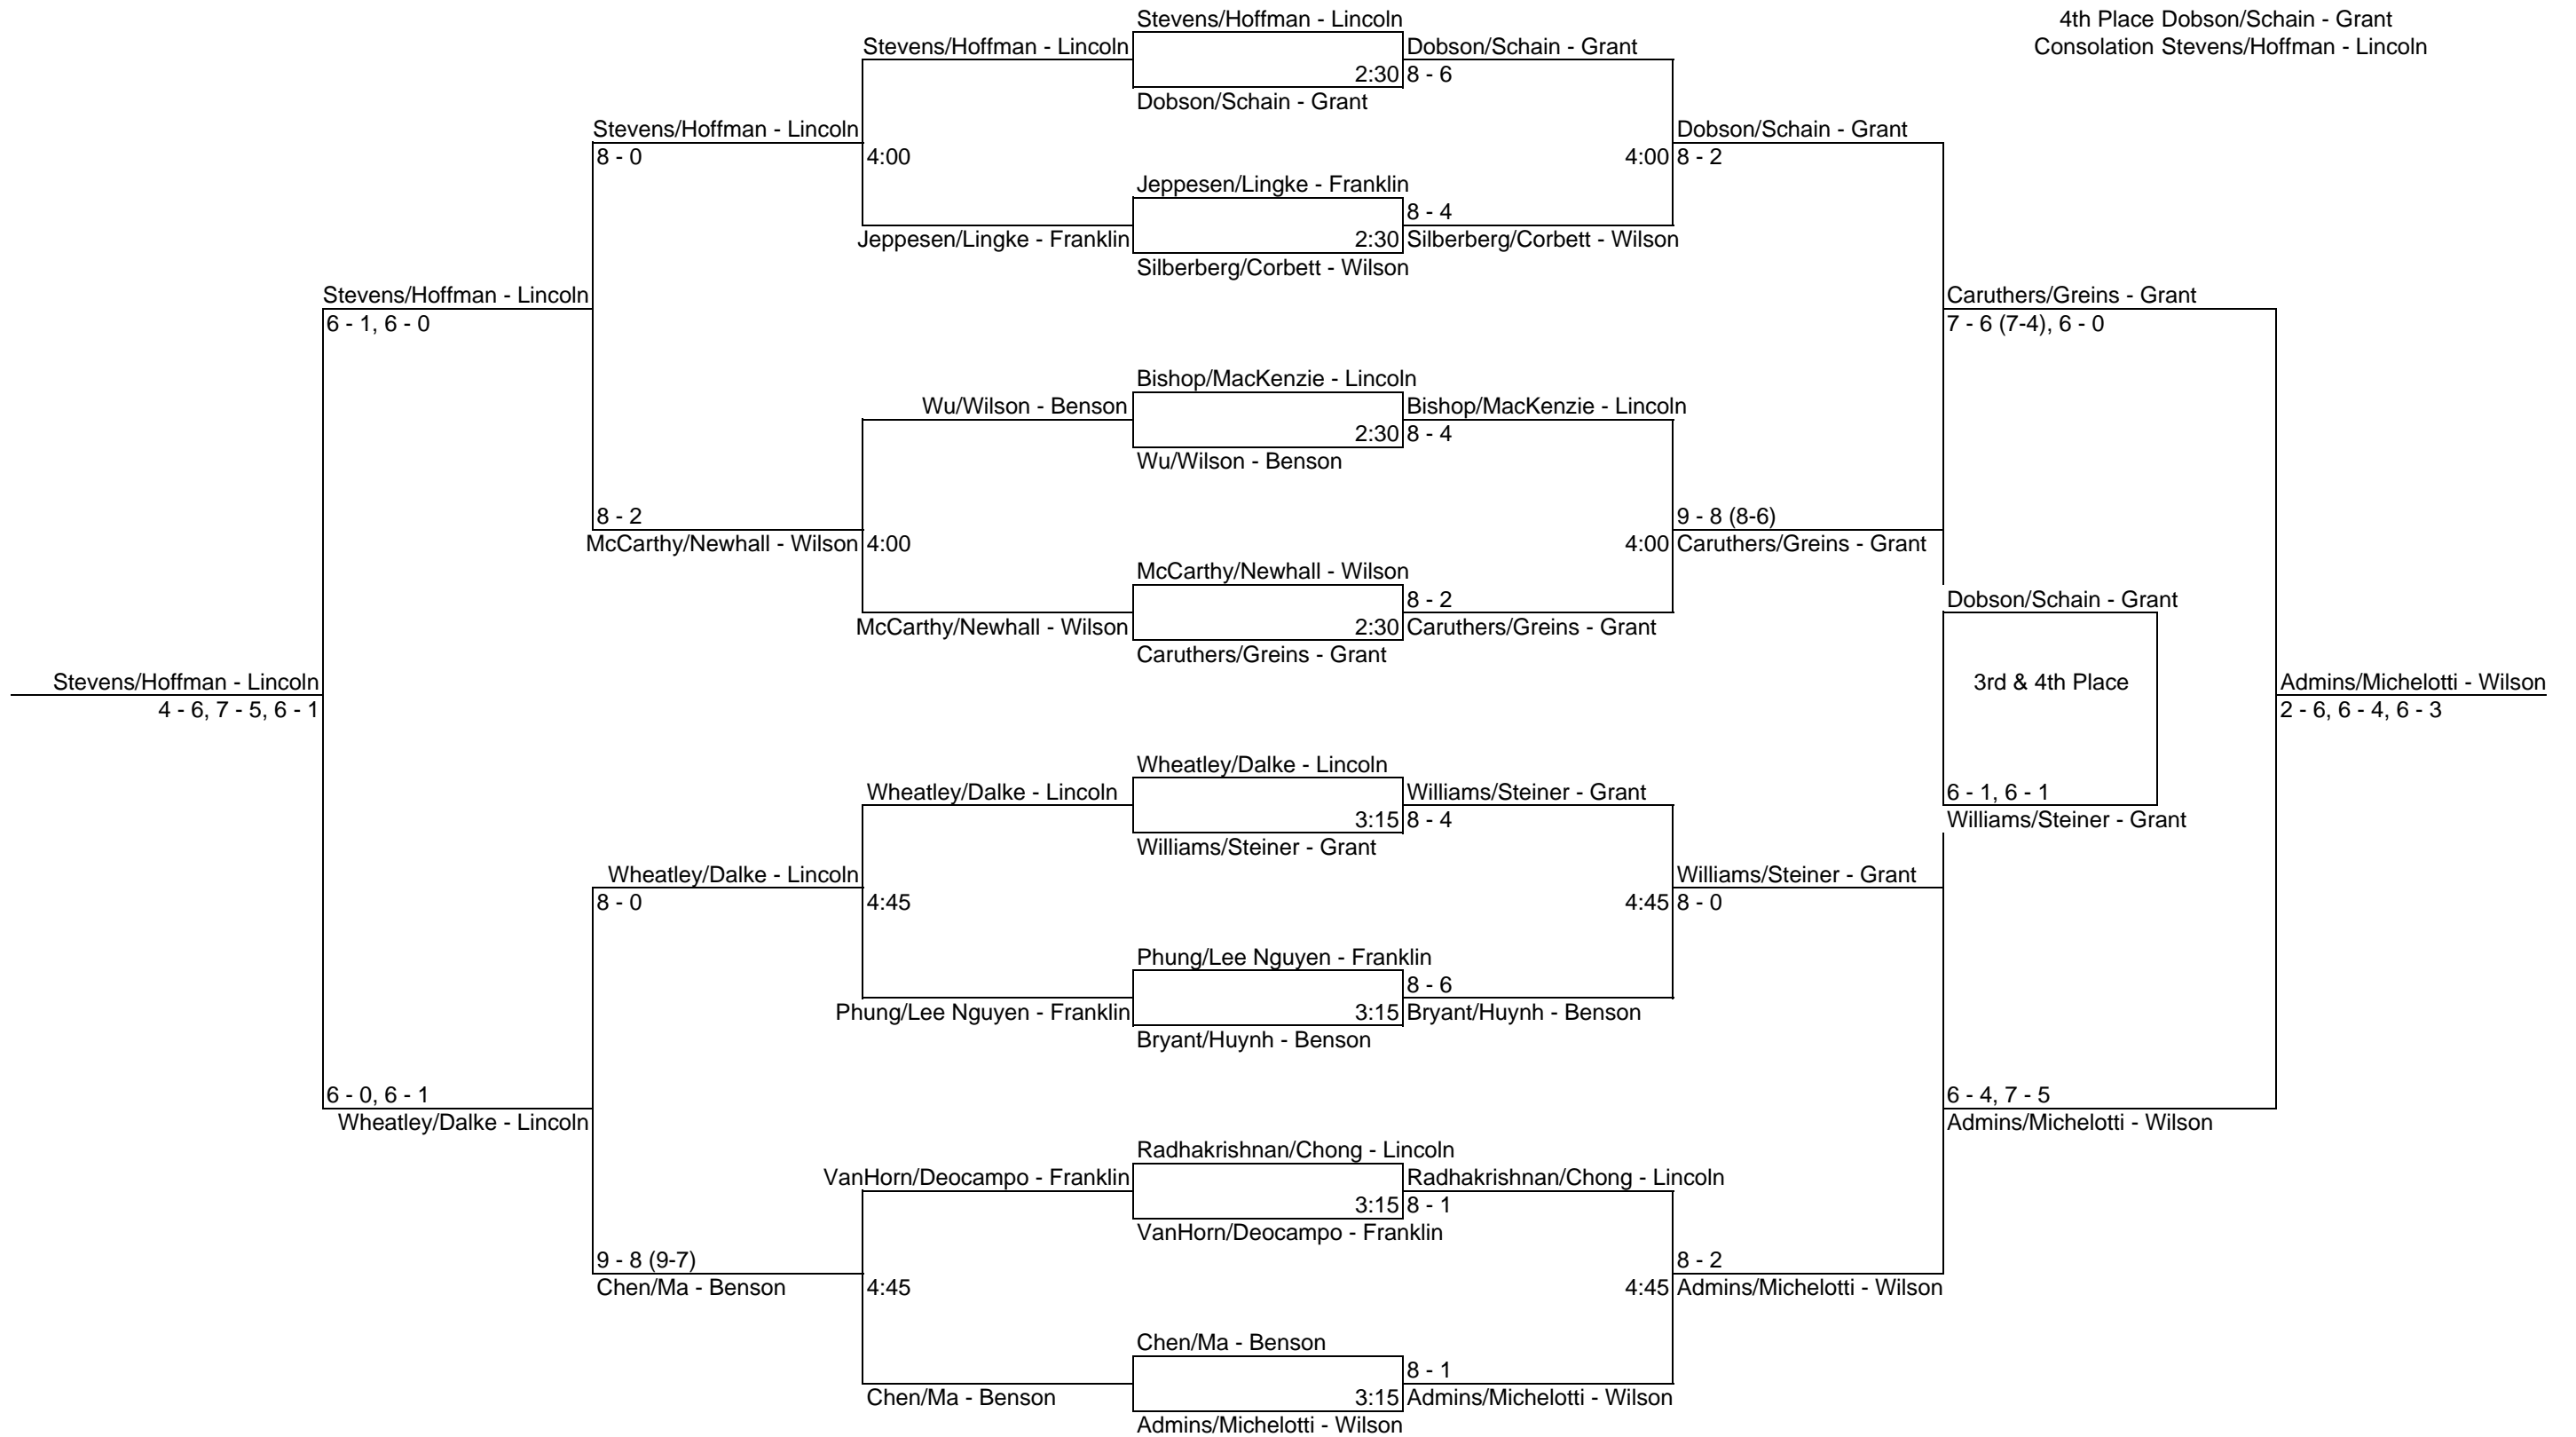 Stevens/Hoffman - Lincoln
4th Place Dobson/Schain - Grant
Stevens/Hoffman - Lincoln
Dobson/Schain - Grant
Consolation Stevens/Hoffman - Lincoln
2:30
8 - 6
Dobson/Schain - Grant
Stevens/Hoffman - Lincoln
Dobson/Schain - Grant
8 - 0
4:00
4:00
8 - 2
Jeppesen/Lingke - Franklin
8 - 4
Jeppesen/Lingke - Franklin
2:30
Silberberg/Corbett - Wilson
Silberberg/Corbett - Wilson
Stevens/Hoffman - Lincoln
Caruthers/Greins - Grant
6 - 1, 6 - 0
7 - 6 (7-4), 6 - 0
Bishop/MacKenzie - Lincoln
Wu/Wilson - Benson
Bishop/MacKenzie - Lincoln
2:30
8 - 4
Wu/Wilson - Benson
8 - 2
9 - 8 (8-6)
McCarthy/Newhall - Wilson
4:00
4:00
Caruthers/Greins - Grant
McCarthy/Newhall - Wilson
8 - 2
Dobson/Schain - Grant
McCarthy/Newhall - Wilson
2:30
Caruthers/Greins - Grant
Caruthers/Greins - Grant
Stevens/Hoffman - Lincoln
3rd & 4th Place
Admins/Michelotti - Wilson
4 - 6, 7 - 5, 6 - 1
2 - 6, 6 - 4, 6 - 3
Wheatley/Dalke - Lincoln
Wheatley/Dalke - Lincoln
Williams/Steiner - Grant
6 - 1, 6 - 1
3:15
8 - 4
Williams/Steiner - Grant
Williams/Steiner - Grant
Wheatley/Dalke - Lincoln
Williams/Steiner - Grant
8 - 0
4:45
4:45
8 - 0
Phung/Lee Nguyen - Franklin
8 - 6
Phung/Lee Nguyen - Franklin
3:15
Bryant/Huynh - Benson
Bryant/Huynh - Benson
6 - 0, 6 - 1
6 - 4, 7 - 5
Wheatley/Dalke - Lincoln
Admins/Michelotti - Wilson
Radhakrishnan/Chong - Lincoln
VanHorn/Deocampo - Franklin
Radhakrishnan/Chong - Lincoln
3:15
8 - 1
VanHorn/Deocampo - Franklin
9 - 8 (9-7)
8 - 2
Chen/Ma - Benson
4:45
4:45
Admins/Michelotti - Wilson
Chen/Ma - Benson
8 - 1
Chen/Ma - Benson
3:15
Admins/Michelotti - Wilson
Admins/Michelotti - Wilson